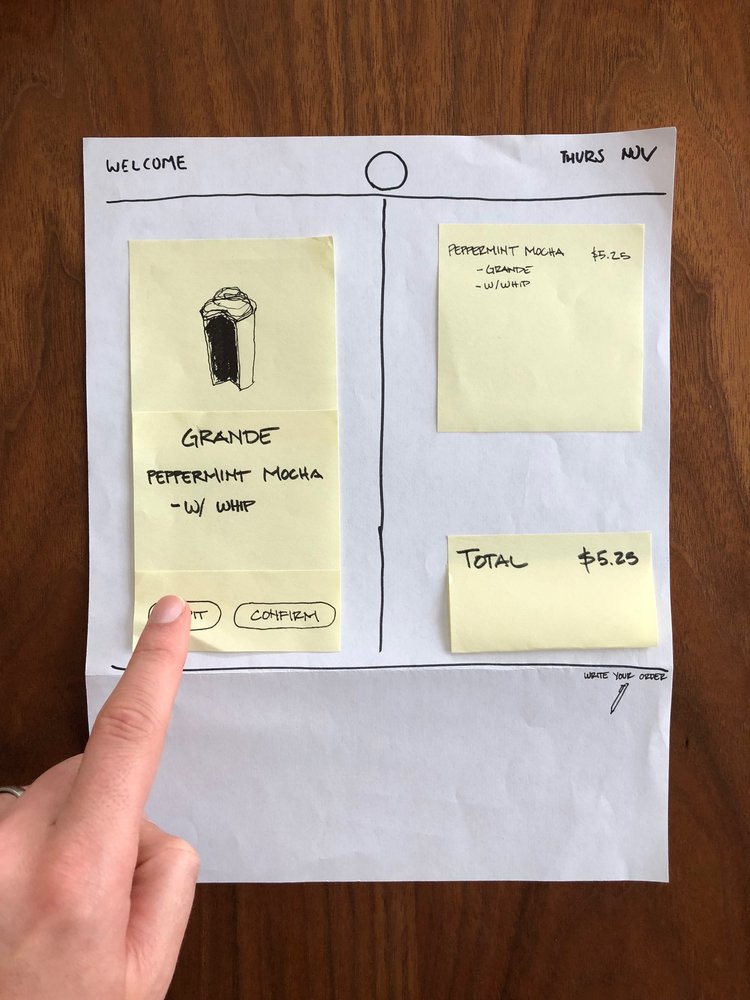 WELCOME
THURS NOV
GRANDE
PEPPERMINT MOCHA
- W/ WHIP
CONFIRM
PEPPERMINT MOCHA $5.25
- GRANDE
- W/WHIP
TOTAL $5.25
WRITE YOUR ORDER